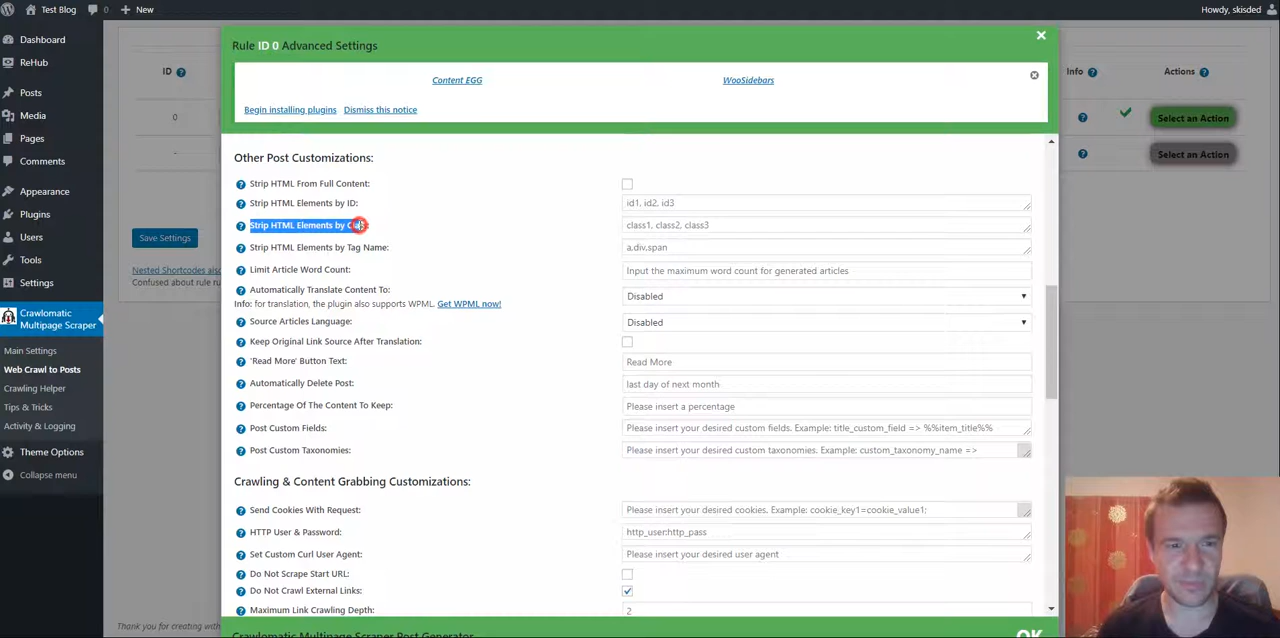 Test Blog 0 New Howdy, skisded
Dashboard
ReHub
Posts
Media
Pages
Comments
Appearance
Plugins
Users
Tools
Settings
Crawlomatic
Multipage Scraper
Main Settings
Web Crawl to Posts
Crawling Helper
Tips & Tricks
Activity & Logging
Theme Options
Collapse menu
ID
0
-
Save Settings
Nested Shortcodes also
Confused about rule ru
Thank you for creating with
Rule ID 0 Advanced Settings
Content EGG WooSidebars
Begin installing plugins Dismiss this notice
Other Post Customizations:
Strip HTML From Full Content:
Strip HTML Elements by ID: id1, id2, id3
Strip HTML Elements by class1, class2, class3
Strip HTML Elements by Tag Name: a,div,span
Limit Article Word Count: Input the maximum word count for generated articles
Automatically Translate Content To: Disabled
Info: for translation, the plugin also supports WPML. Get WPML now!
Source Articles Language: Disabled
Keep Original Link Source After Translation:
'Read More' Button Text: Read More
Automatically Delete Post: last day of next month
Percentage Of The Content To Keep: Please insert a percentage
Post Custom Fields: Please insert your desired custom fields. Example: title_custom_field => %%item_title%%
Post Custom Taxonomies: Please insert your desired custom taxonomies. Example: custom_taxonomy_name =>
Crawling & Content Grabbing Customizations:
Send Cookies With Request: Please insert your desired cookies. Example: cookie_key1=cookie_value1;
HTTP User & Password: http_user:http_pass
Set Custom Curl User Agent: Please insert your desired user agent
Do Not Scrape Start URL:
Do Not Crawl External Links:
Maximum Link Crawling Depth: 2
Crawlomatic Multipage Scraper Post Generator OK
Info Actions
Select an Action
Select an Action